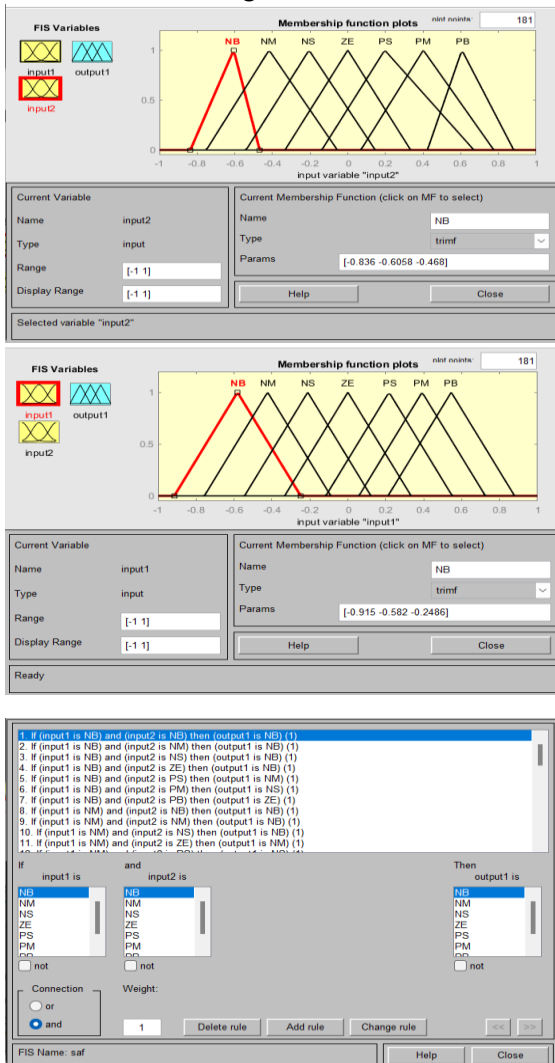 FIS Variables
Membership function plots
plot points:
181
input1
output1
input2
NB NM NS ZE PS PM PB
1
0.5
0
-1 -0.8 -0.6 -0.4 -0.2 0 0.2 0.4 0.6 0.8 1
input variable "input2"
Current Variable
Name input2
Type input
Range [-1 1]
Display Range [-1 1]
Current Membership Function (click on MF to select)
Name NB
Type trimf
Params [-0.836 -0.6058 -0.468]
Help
Close
Selected variable "input2"
FIS Variables
Membership function plots
plot points:
181
input1
output1
input2
NB NM NS ZE PS PM PB
1
0.5
0
-1 -0.8 -0.6 -0.4 -0.2 0 0.2 0.4 0.6 0.8 1
input variable "input1"
Current Variable
Name input1
Type input
Range [-1 1]
Display Range [-1 1]
Current Membership Function (click on MF to select)
Name NB
Type trimf
Params [-0.915 -0.582 -0.2486]
Help
Close
Ready
1. If (input1 is NB) and (input2 is NB) then (output1 is NB) (1)
2. If (input1 is NB) and (input2 is NM) then (output1 is NB) (1)
3. If (input1 is NB) and (input2 is NS) then (output1 is NB) (1)
4. If (input1 is NB) and (input2 is ZE) then (output1 is NB) (1)
5. If (input1 is NB) and (input2 is PS) then (output1 is NM) (1)
6. If (input1 is NB) and (input2 is PM) then (output1 is NS) (1)
7. If (input1 is NB) and (input2 is PB) then (output1 is ZE) (1)
8. If (input1 is NM) and (input2 is NB) then (output1 is NB) (1)
9. If (input1 is NM) and (input2 is NM) then (output1 is NB) (1)
10. If (input1 is NM) and (input2 is NS) then (output1 is NB) (1)
11. If (input1 is NM) and (input2 is ZE) then (output1 is NM) (1)
If
input1 is
and
input2 is
Then
output1 is
NB NB NB
NM NM NM
NS NS NS
ZE ZE ZE
PS PS PS
PM PM PM
not not not
Connection
or
and
Weight:
1
Delete rule
Add rule
Change rule
<< >>
FIS Name: saf
Help
Close